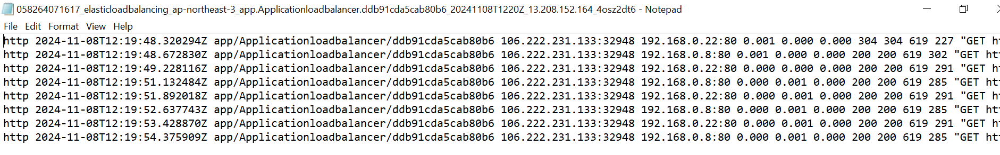 058264071617_elasticloadbalancing_ap-northeast-3_app.Applicationloadbalancer.ddb91cda5cab80b6_20241108T1220Z_13.208.152.164_4osz2dt6 - Notepad
File Edit Format View Help
http 2024-11-08T12:19:48.320294Z app/Applicationloadbalancer/ddb91cda5cab80b6 106.222.231.133:32948 192.168.0.22:80 0.001 0.000 0.000 304 304 619 227 "GET ht
http 2024-11-08T12:19:48.672830Z app/Applicationloadbalancer/ddb91cda5cab80b6 106.222.231.133:32948 192.168.0.8:80 0.001 0.000 0.000 200 200 619 302 "GET htt
http 2024-11-08T12:19:49.228116Z app/Applicationloadbalancer/ddb91cda5cab80b6 106.222.231.133:32948 192.168.0.22:80 0.000 0.000 0.000 200 200 619 291 "GET ht
http 2024-11-08T12:19:51.132484Z app/Applicationloadbalancer/ddb91cda5cab80b6 106.222.231.133:32948 192.168.0.8:80 0.000 0.001 0.000 200 200 619 285 "GET htt
http 2024-11-08T12:19:51.892018Z app/Applicationloadbalancer/ddb91cda5cab80b6 106.222.231.133:32948 192.168.0.22:80 0.000 0.001 0.000 200 200 619 291 "GET ht
http 2024-11-08T12:19:52.637743Z app/Applicationloadbalancer/ddb91cda5cab80b6 106.222.231.133:32948 192.168.0.8:80 0.000 0.001 0.000 200 200 619 285 "GET htt
http 2024-11-08T12:19:53.428870Z app/Applicationloadbalancer/ddb91cda5cab80b6 106.222.231.133:32948 192.168.0.22:80 0.000 0.001 0.000 200 200 619 291 "GET ht
http 2024-11-08T12:19:54.375909Z app/Applicationloadbalancer/ddb91cda5cab80b6 106.222.231.133:32948 192.168.0.8:80 0.000 0.001 0.000 200 200 619 285 "GET htt